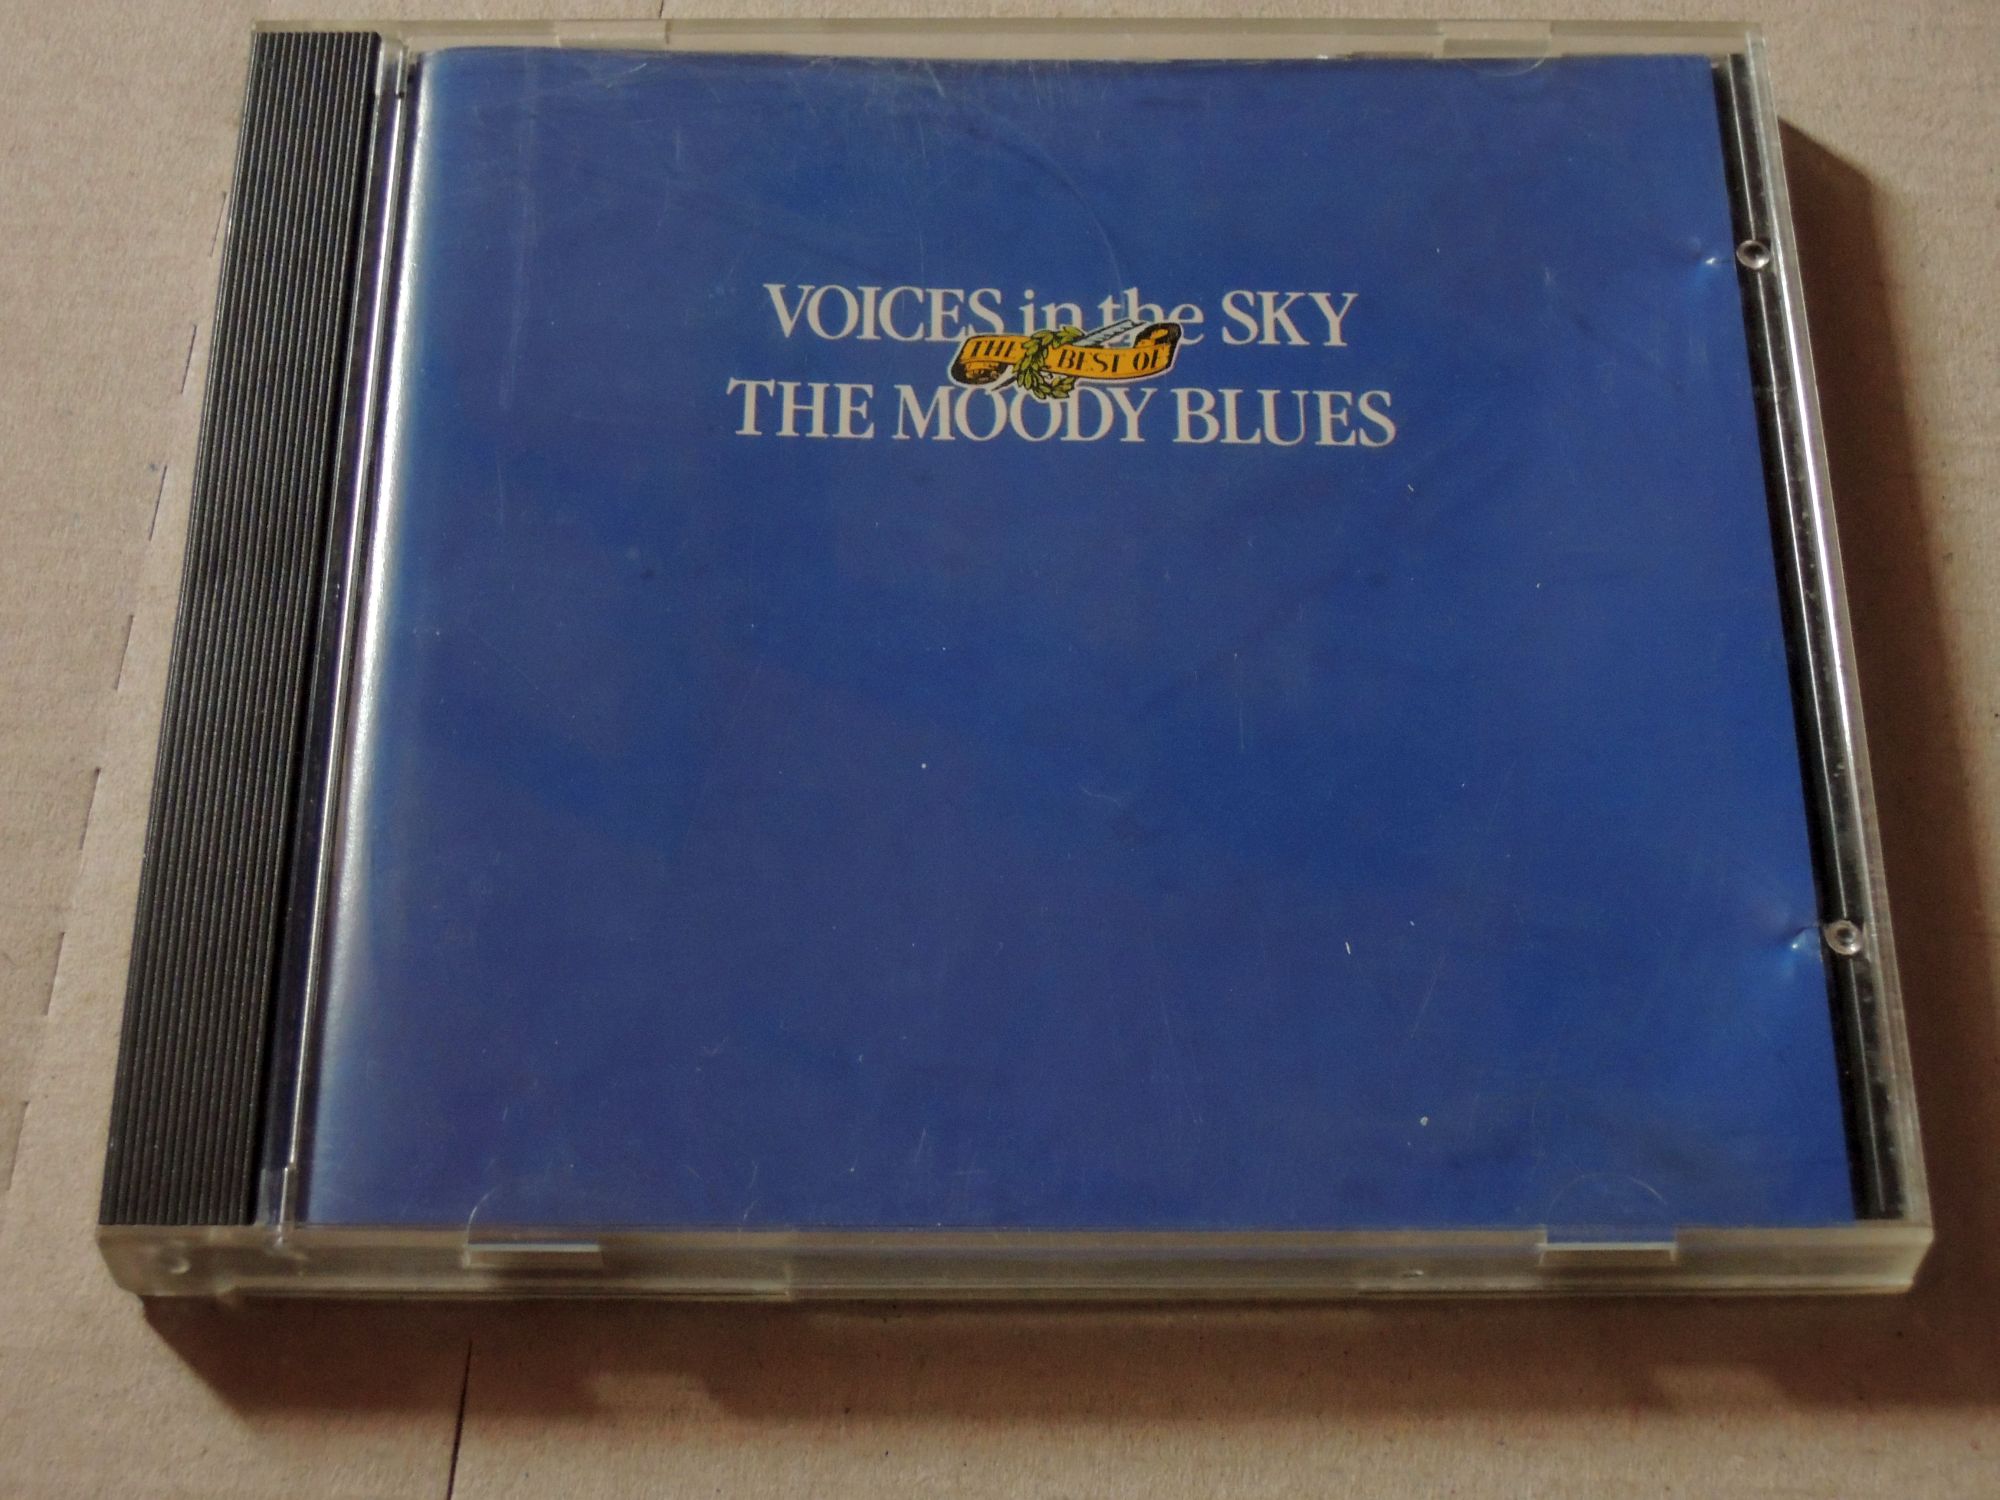 VOICES in the SKY
THE BEST OF
THE MOODY BLUES